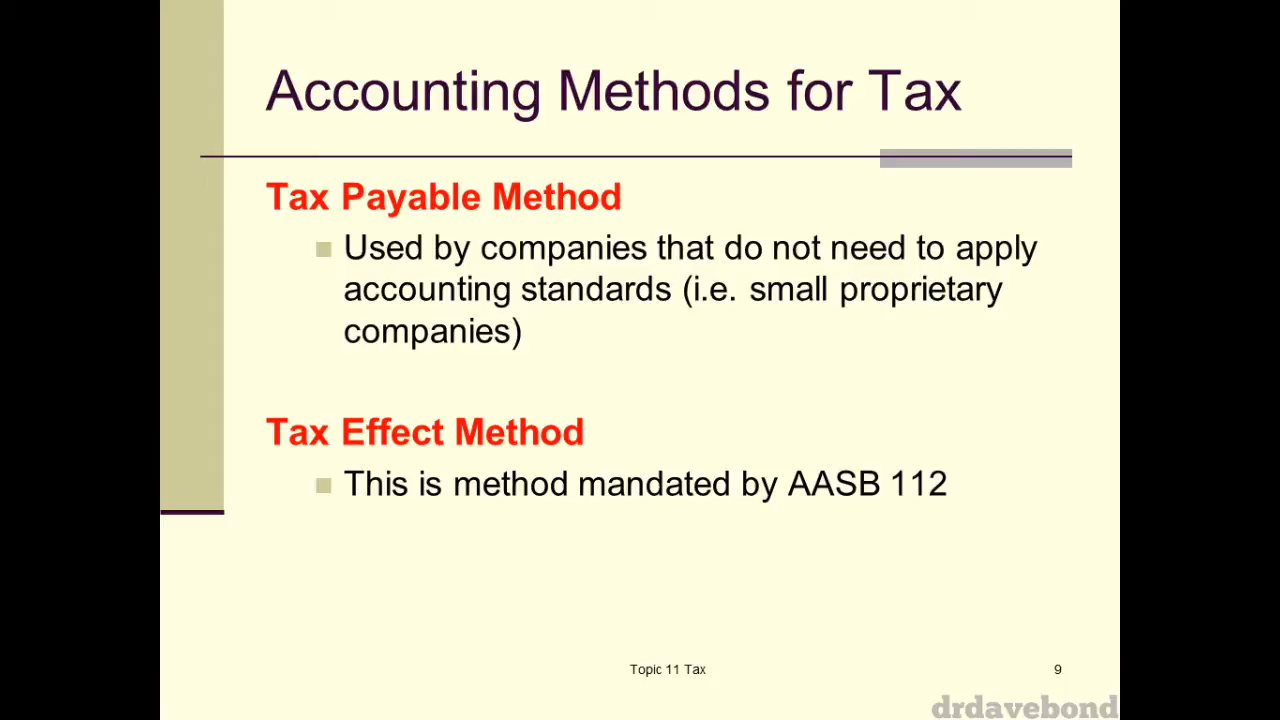 Accounting Methods for Tax
Tax Payable Method
Used by companies that do not need to apply
accounting standards (i.e. small proprietary
companies)
Tax Effect Method
This is method mandated by AASB 112
Topic 11 Tax
9
drdavebond